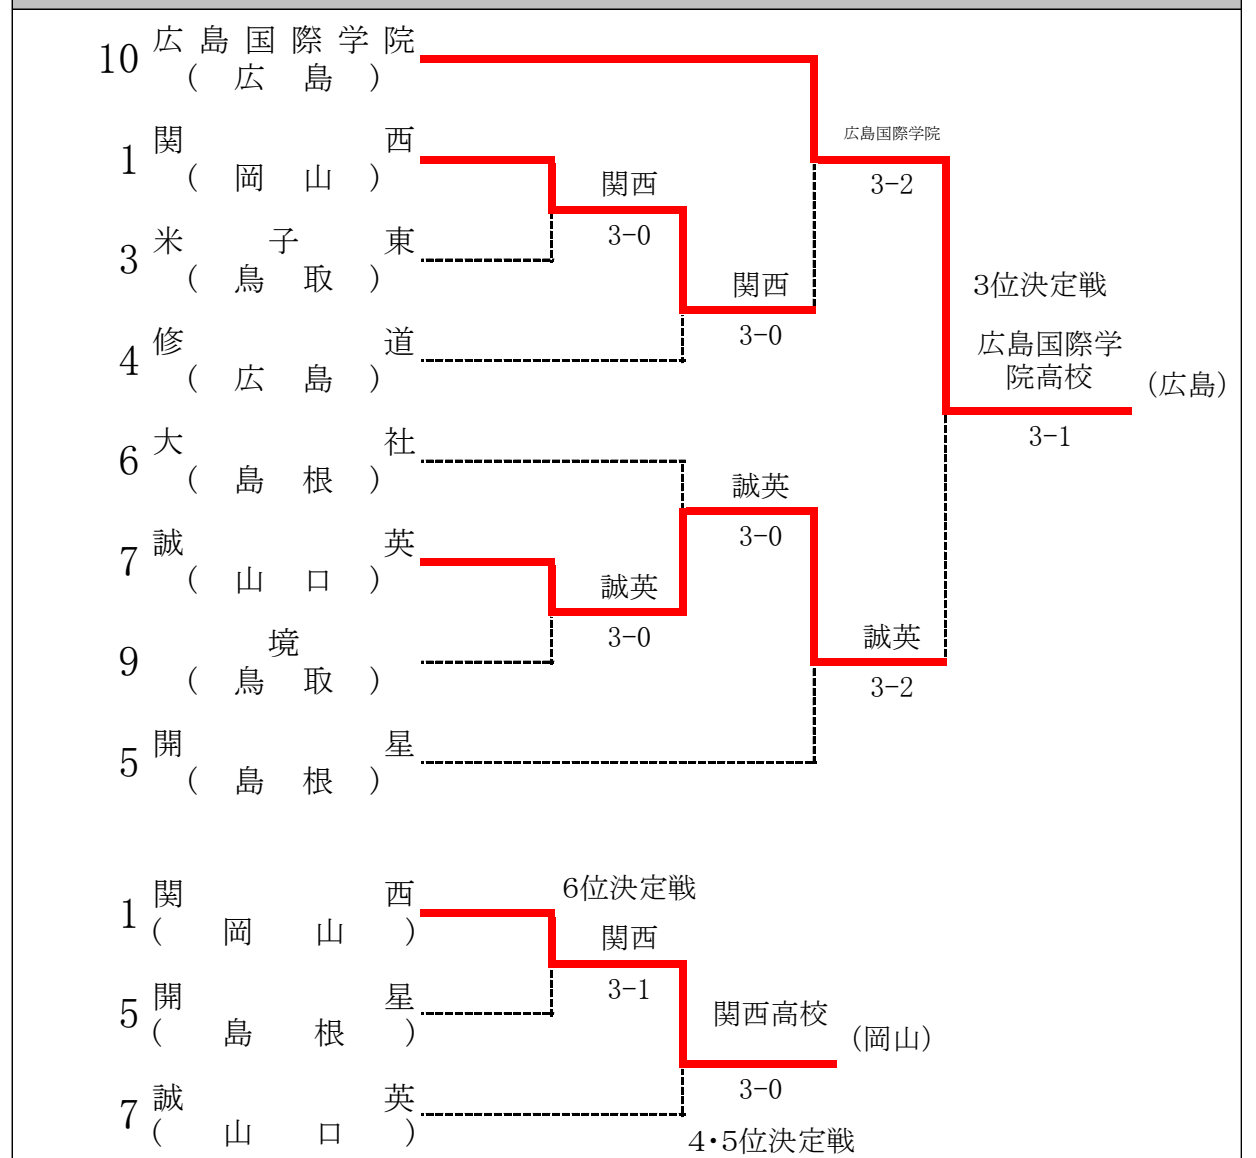 10 広島国際学院
(広島)
広島国際学院
3-2
1 関西
(岡山)
関西
3-0
3 米子東
(鳥取)
関西
3-0
3位決定戦
4 修道
(広島)
広島国際学
院高校
(広島)
3-1
6 大社
(島根)
誠英
3-0
7 誠英
(山口)
誠英
3-0
9 境
(鳥取)
誠英
3-2
5 開星
(島根)
1 関西
(岡山)
6位決定戦
関西
3-1
5 開星
(島根)
関西高校
(岡山)
3-0
7 誠英
(山口)
4・5位決定戦